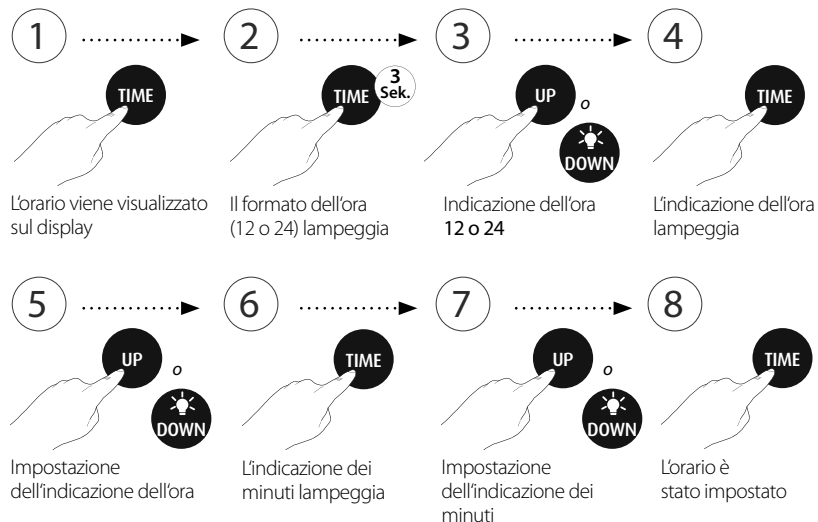 1
2
3
4
TIME
TIME
3
Sek.
UP
o
DOWN
TIME
L'orario viene visualizzato
sul display
Il formato dell'ora
(12 o 24) lampeggia
Indicazione dell'ora
12 o 24
L'indicazione dell'ora
lampeggia
5
6
7
8
UP
o
DOWN
TIME
UP
o
DOWN
TIME
Impostazione
dell'indicazione dell'ora
L'indicazione dei
minuti lampeggia
Impostazione
dell'indicazione dei
minuti
L'orario è
stato impostato